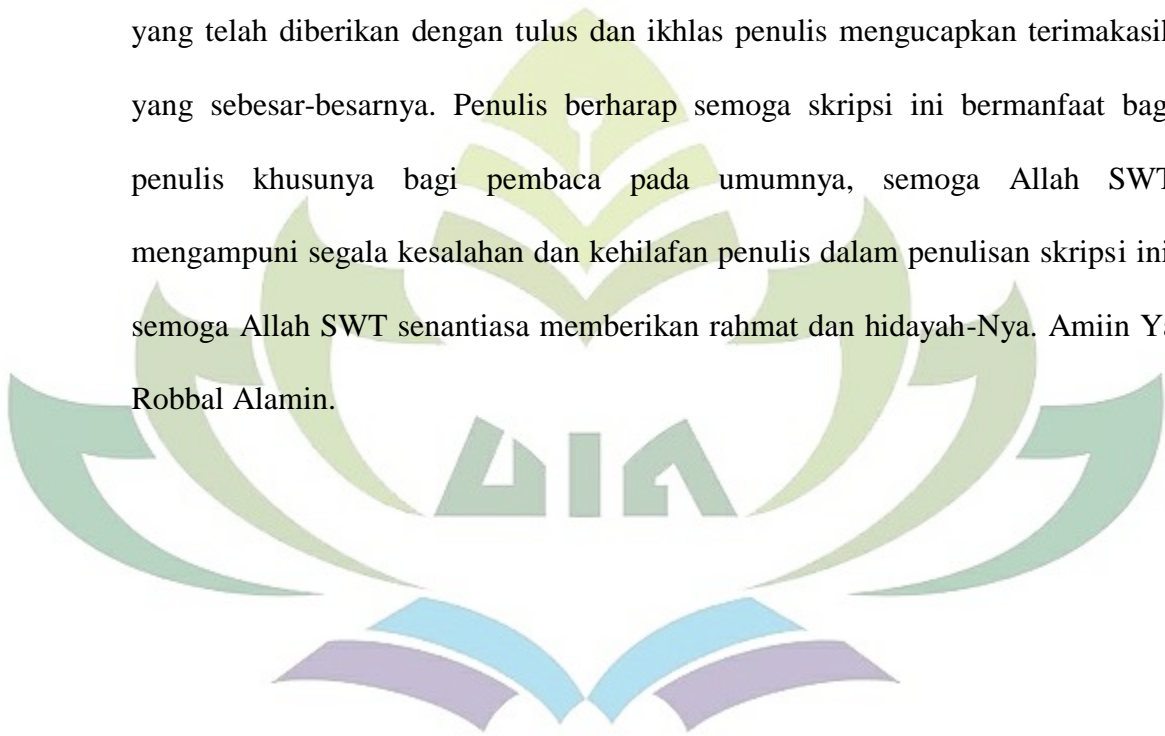 yang telah diberikan dengan tulus dan ikhlas penulis mengucapkan terimakasih
yang sebesar-besarnya. Penulis berharap semoga skripsi ini bermanfaat bag
penulis khusunya bagi pembaca pada umumnya, semoga Allah SWT
mengampuni segala kesalahan dan kehilafan penulis dalam penulisan skripsi ini
semoga Allah SWT senantiasa memberikan rahmat dan hidayah-Nya. Amiin Ya
Robbal Alamin.
UIN